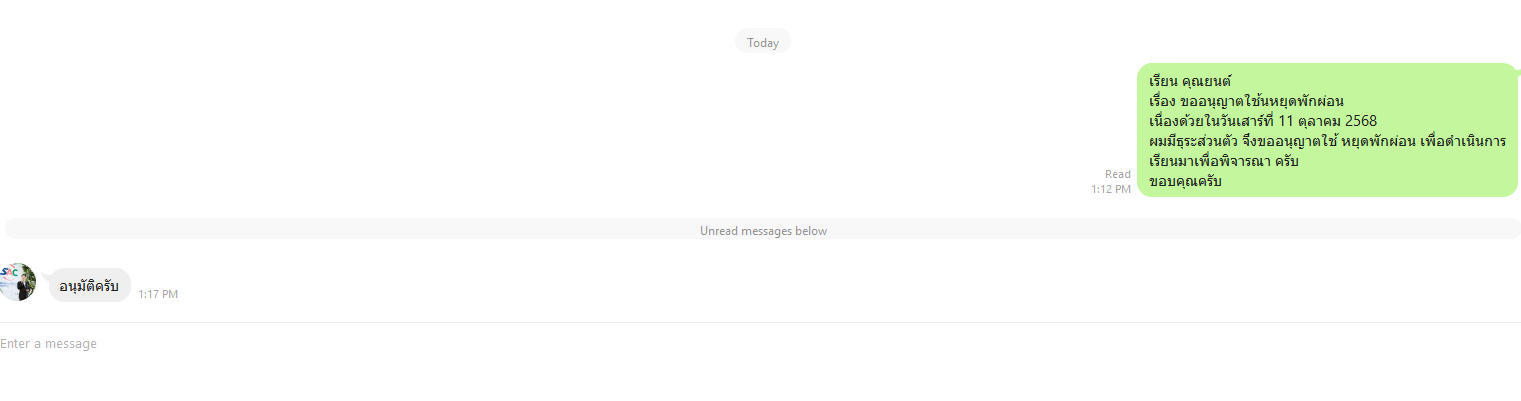 Today
เรียน คุณยนต์
เรื่อง ขออนุญาตใช้นหยุดพักผ่อน
เนื่องด้วยในวันเสาร์ที่ 11 ตุลาคม 2568
ผมมีธุระส่วนตัว จึงขออนุญาตใช้ หยุดพักผ่อน เพื่อดำเนินการ
เรียนมาเพื่อพิจารณา ครับ
ขอบคุณครับ
Read
1:12 PM
Unread messages below
SAC
อนุมัติครับ
1:17 PM
Enter a message